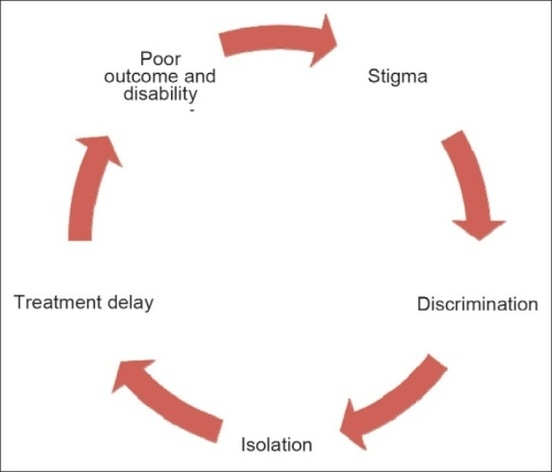 Poor
outcome and
disability
Stigma
Discrimination
Isolation
Treatment delay